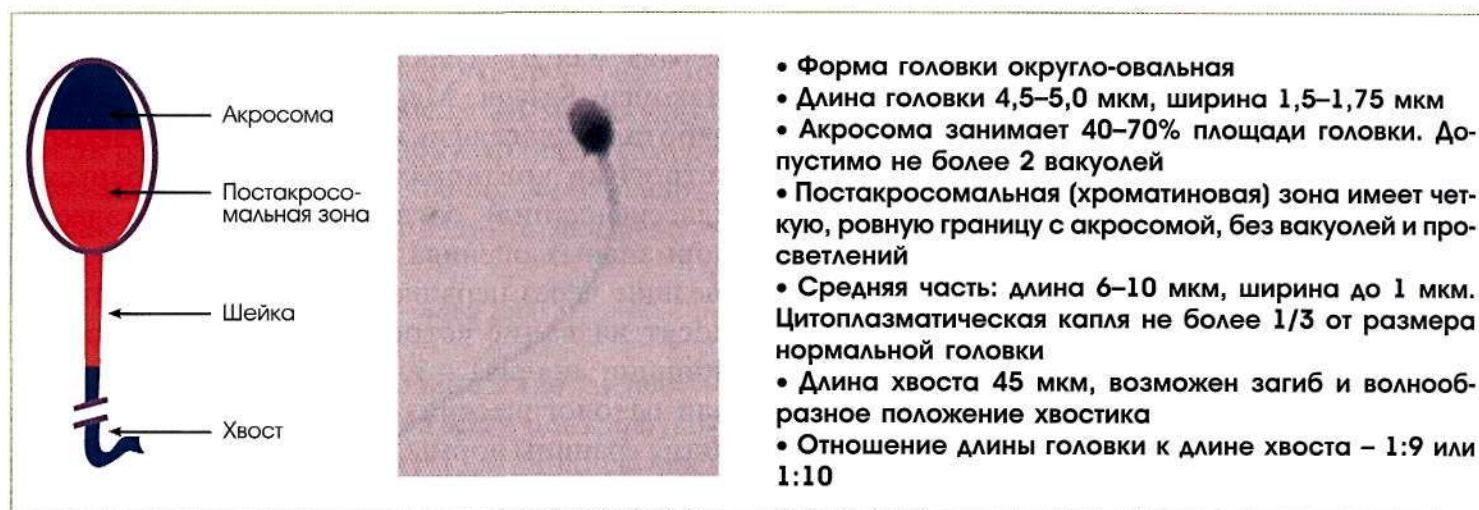 Акросома
Постакросо-
мальная зона
Шейка
Хвост
• Форма головки округло-овальная
• Длина головки 4,5–5,0 мкм, ширина 1,5–1,75 мкм
• Акросома занимает 40–70% площади головки. До-
пустимо не более 2 вакуолей
• Постакросомальная (хроматиновая) зона имеет чет-
кую, ровную границу с акросомой, без вакуолей и про-
светлений
• Средняя часть: длина 6–10 мкм, ширина до 1 мкм.
Цитоплазматическая капля не более 1/3 от размера
нормальной головки
• Длина хвоста 45 мкм, возможен загиб и волнооб-
разное положение хвостика
• Отношение длины головки к длине хвоста – 1:9 или
1:10